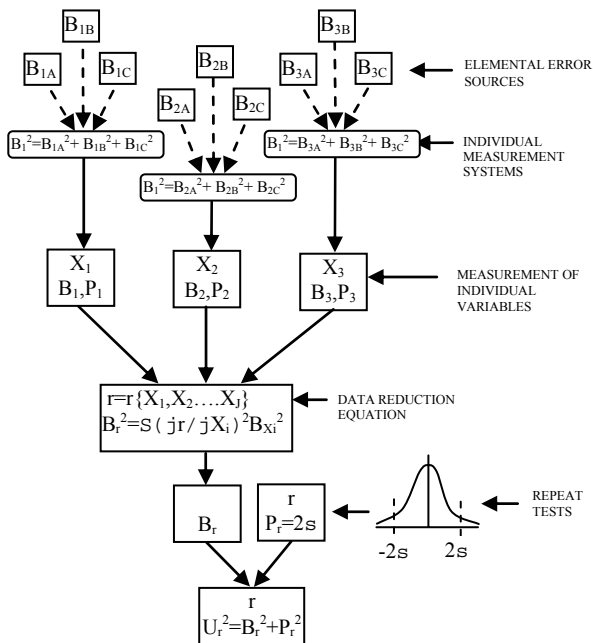 B1B
B3B
B1A
B1C
B2B
B3A
B3C
ELEMENTAL ERROR
SOURCES
B2A
B2C
B1²=B1A²+ B1B²+ B1C²
B1²=B3A²+ B3B²+ B3C²
INDIVIDUAL
MEASUREMENT
SYSTEMS
B1²=B2A²+ B2B²+ B2C²
X1
B1,P1
X2
B2,P2
X3
B3,P3
MEASUREMENT OF
INDIVIDUAL
VARIABLES
r=r{X1,X2….XJ}
Br²=S(jr/jXi)²BXi²
DATA REDUCTION
EQUATION
Br
r
Pr=2s
-2s
2s
REPEAT
TESTS
r
Ur²=Br²+Pr²